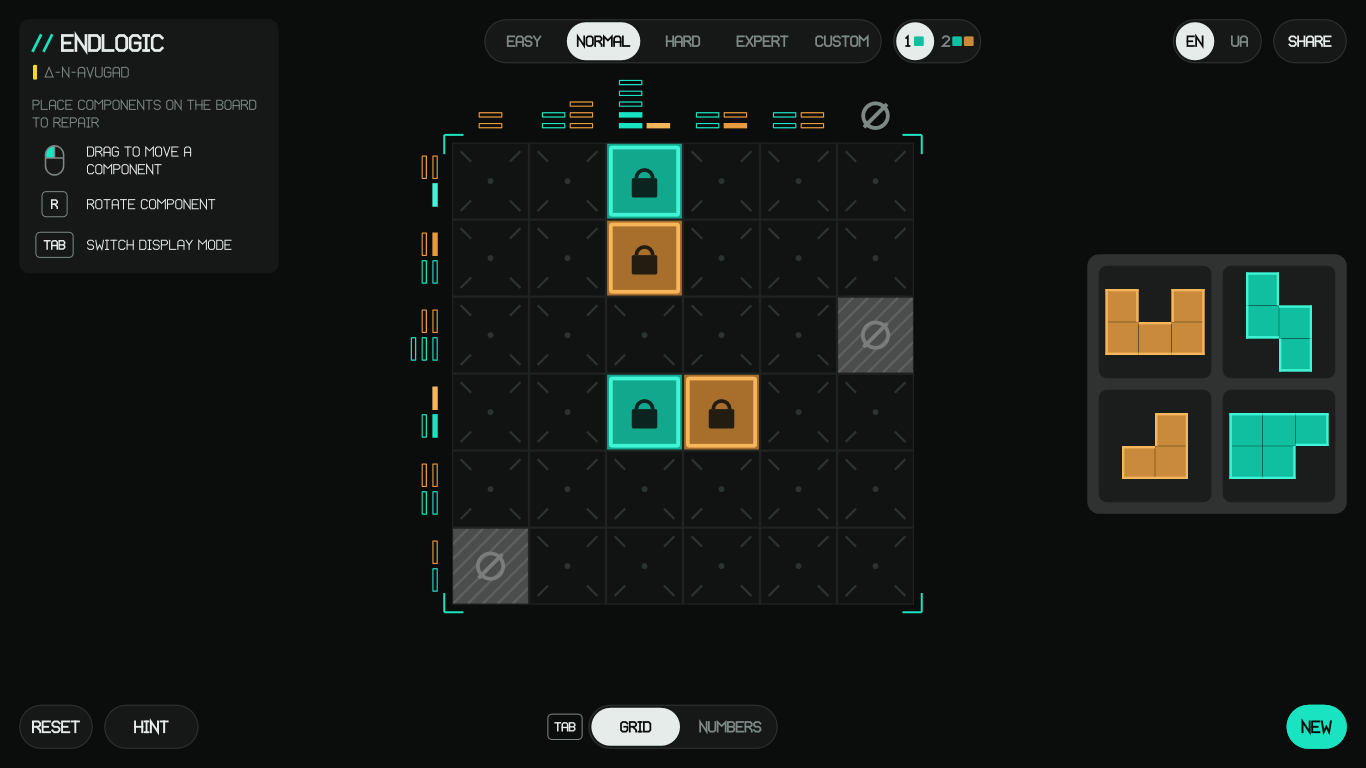 // ENDLOGIC
Δ-N-AVUGAD
PLACE COMPONENTS ON THE BOARD
TO REPAIR
DRAG TO MOVE A
COMPONENT
R ROTATE COMPONENT
TAB SWITCH DISPLAY MODE
EASY NORMAL HARD EXPERT CUSTOM 1 2
EN UA SHARE
RESET HINT
TAB GRID NUMBERS
NEW